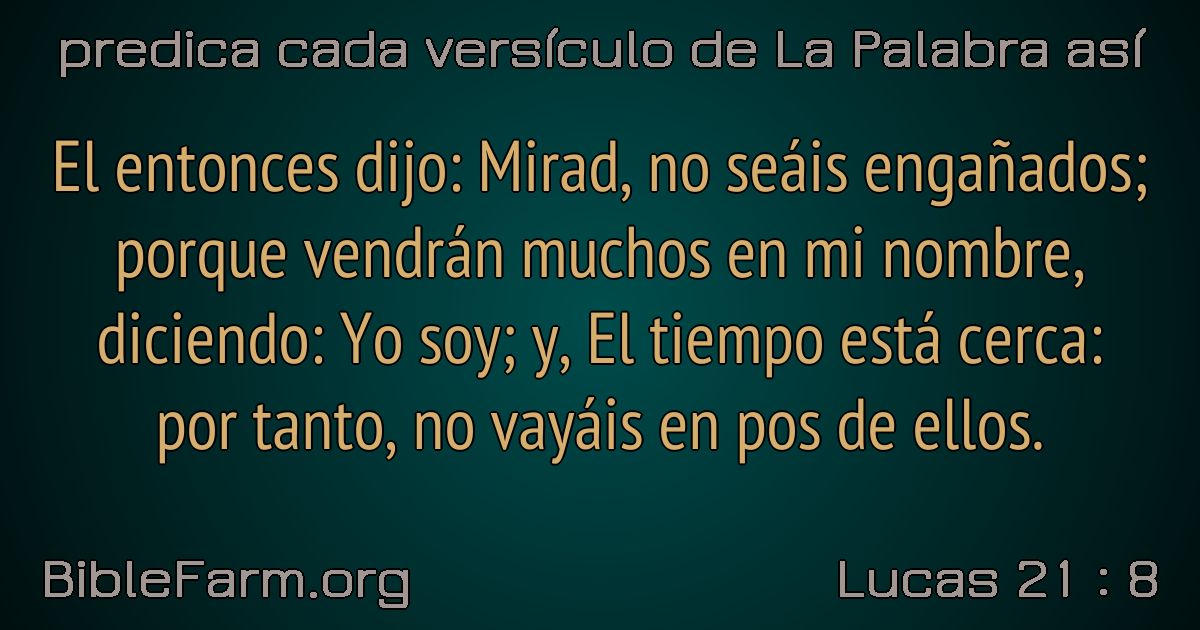 predica cada versículo de La Palabra así
El entonces dijo: Mirad, no seáis engañados;
porque vendrán muchos en mi nombre,
diciendo: Yo soy; y, El tiempo está cerca:
por tanto, no vayáis en pos de ellos.
BibleFarm.org
Lucas 21 : 8